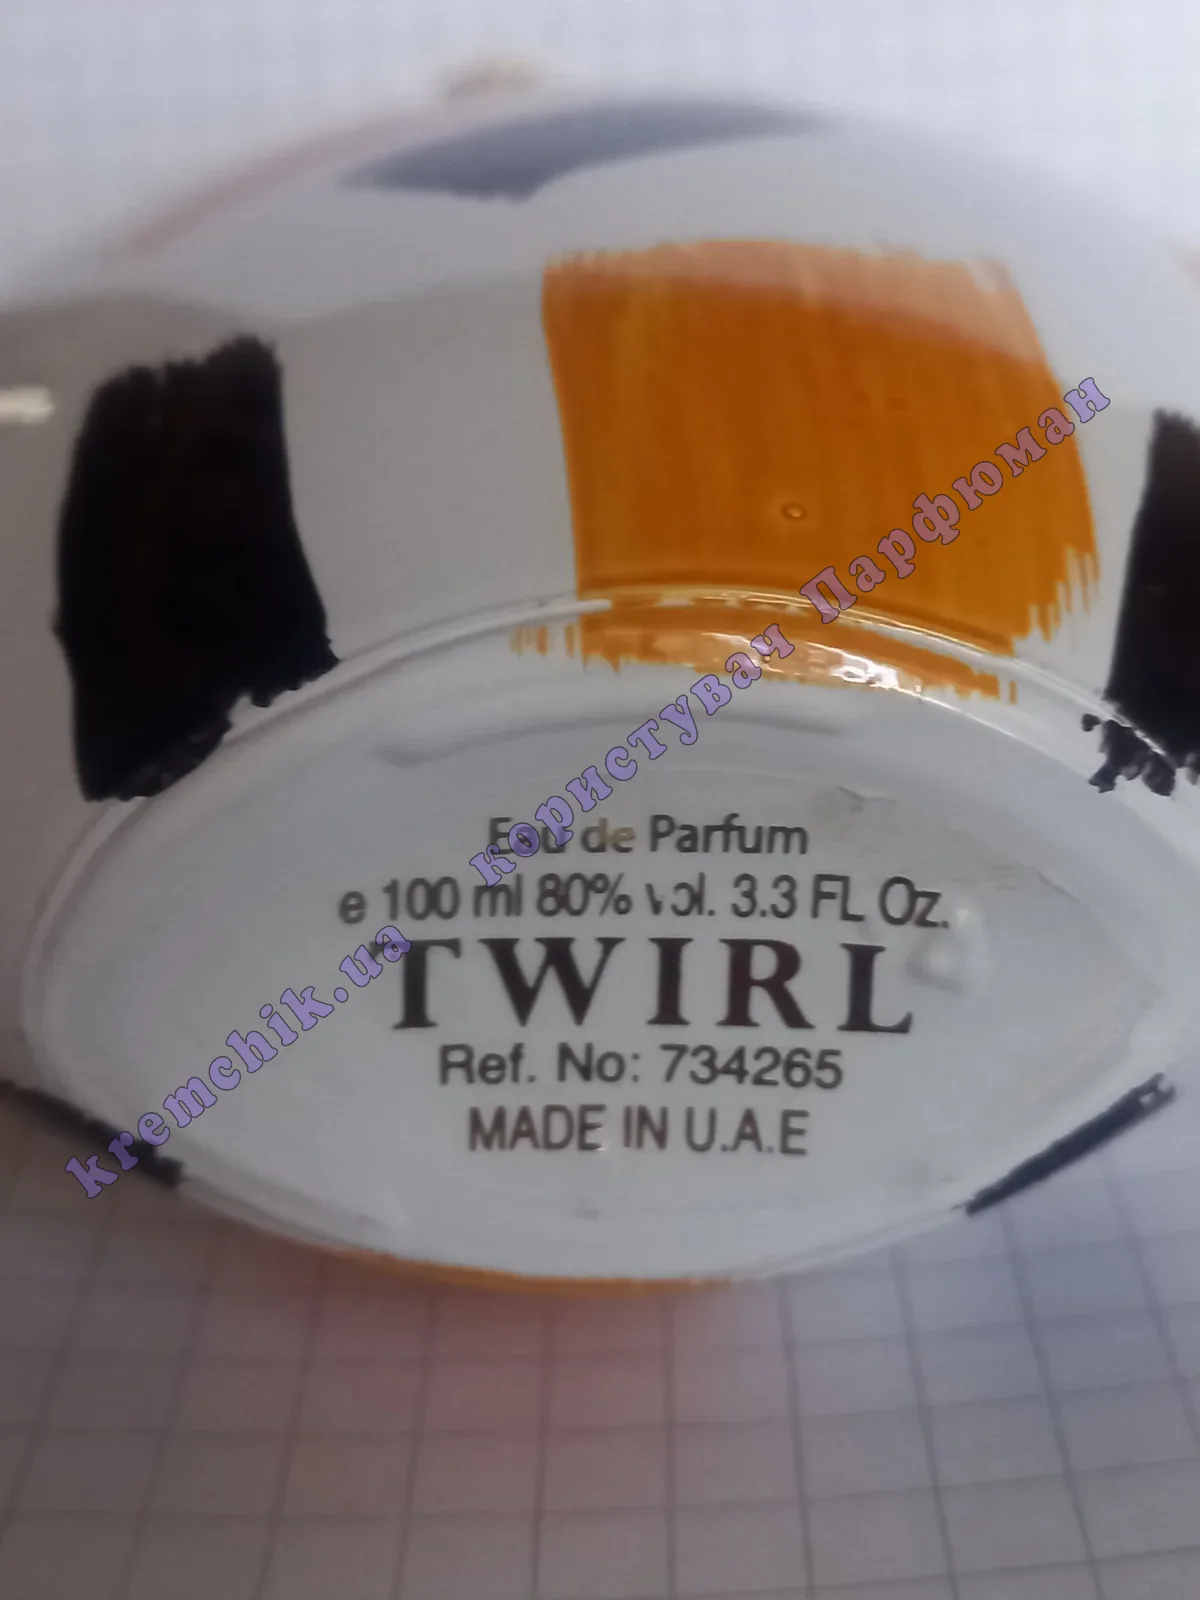 Eau de Parfum
e 100 ml 80% vol. 3.3 FL Oz.
TWIRL
Ref. No: 734265
MADE IN U.A.E
kremchik.ua користувач Парфюман